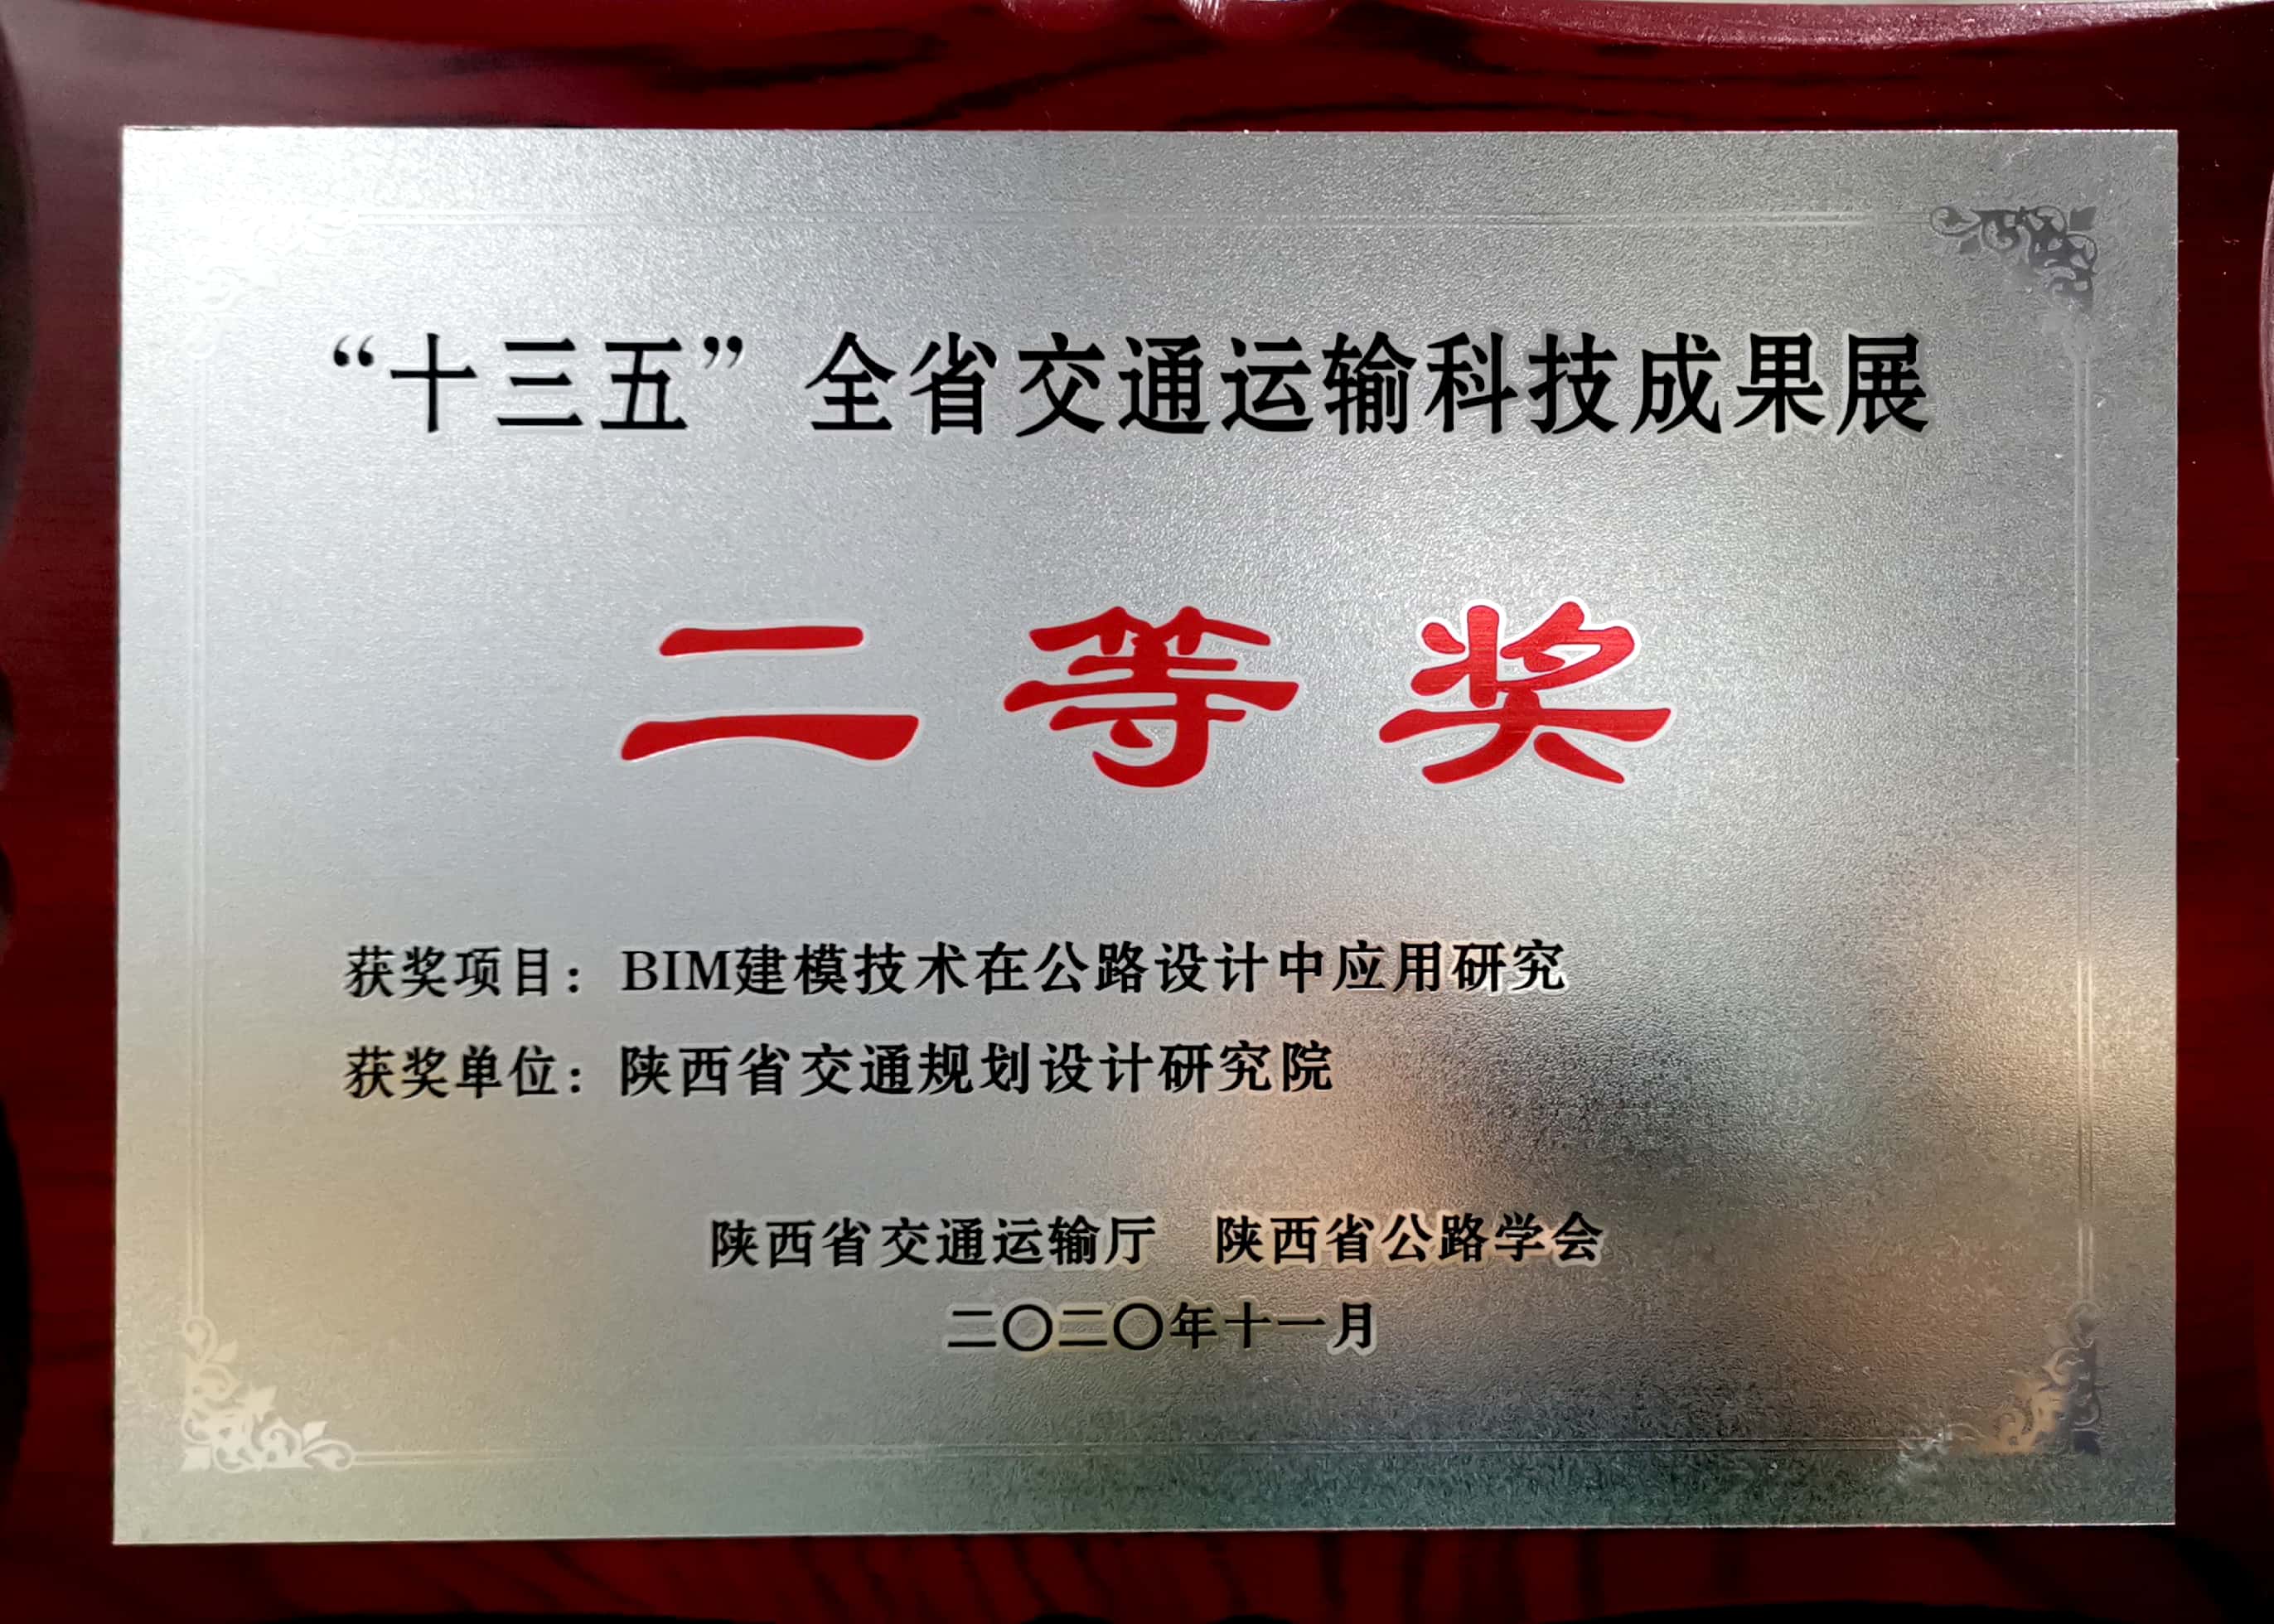 “十三五”全省交通运输科技成果展
二等奖
获奖项目：BIM建模技术在公路设计中应用研究
获奖单位：陕西省交通规划设计研究院
陕西省交通运输厅 陕西省公路学会
二〇二〇年十一月